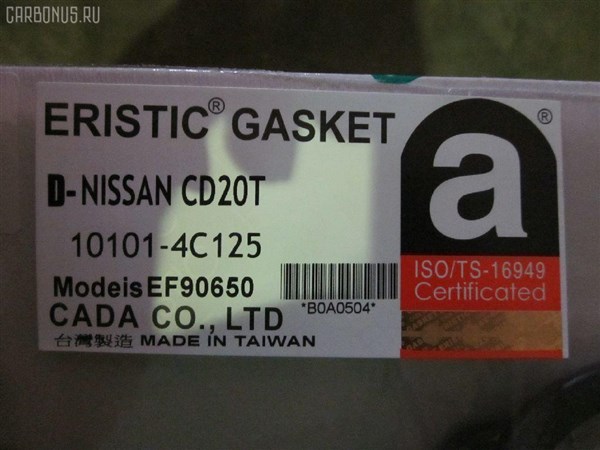 CARBONUS.RU
ERISTIC® GASKET
D-NISSAN CD20T
10101-4C125
Modeis EF90650
*B0A0504*
CADA CO., LTD
台灣製造 MADE IN TAIWAN
a ®
ISO/TS-16949
Certificated